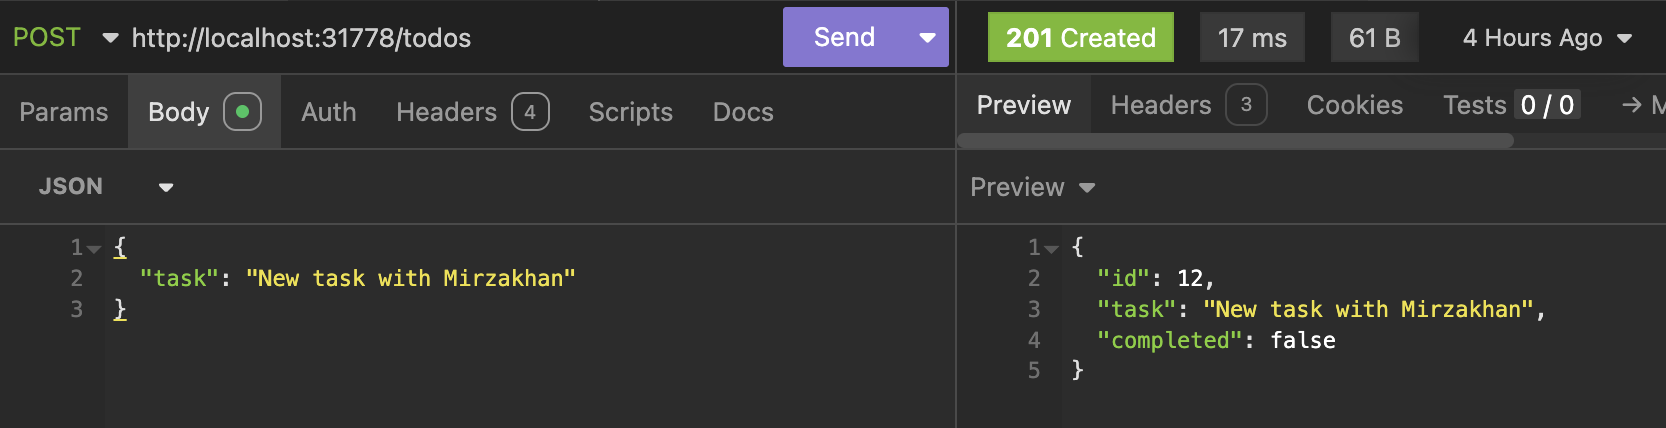 POST http://localhost:31778/todos Send
201 Created 17 ms 61 B 4 Hours Ago
Params Body Auth Headers 4 Scripts Docs
Preview Headers 3 Cookies Tests 0 / 0 → M
JSON
Preview
1 {
2 "task": "New task with Mirzakhan"
3 }
1 {
2 "id": 12,
3 "task": "New task with Mirzakhan",
4 "completed": false
5 }